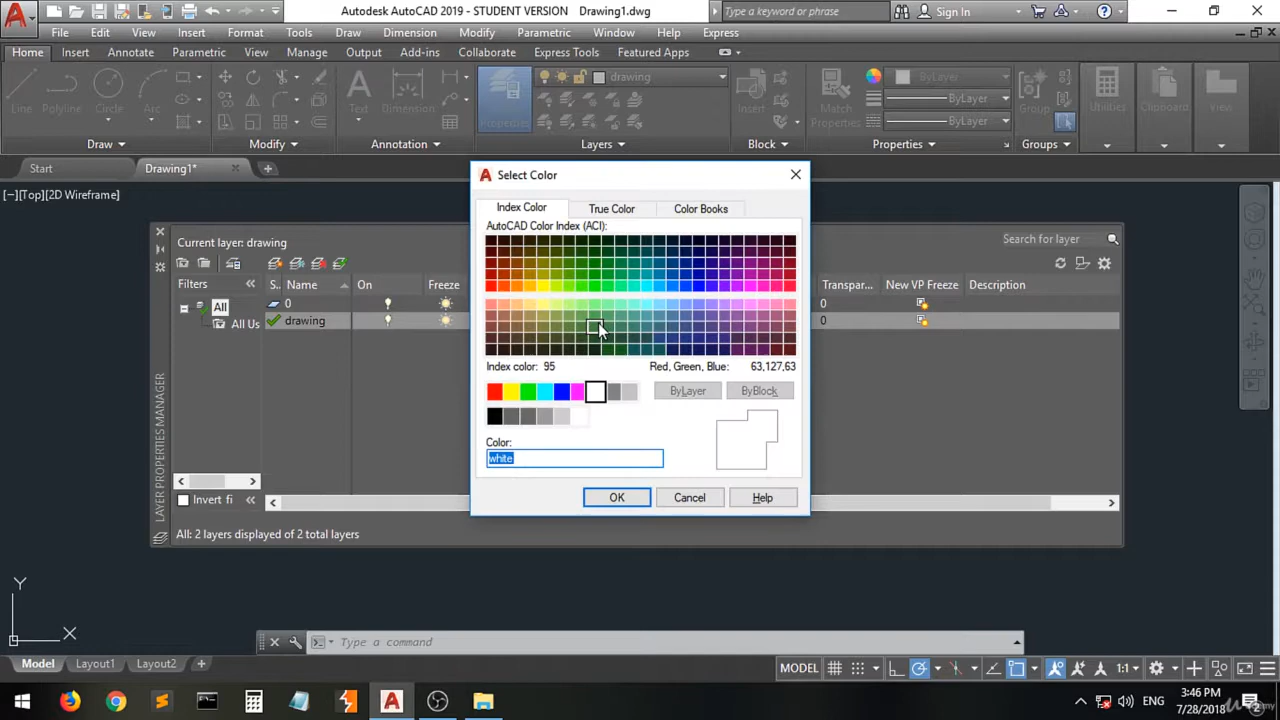 Autodesk AutoCAD 2019 - STUDENT VERSION Drawing1.dwg
Type a keyword or phrase
Sign In
File Edit View Insert Format Tools Draw Dimension Modify Parametric Window Help Express
Home Insert Annotate Parametric View Manage Output Add-ins Collaborate Express Tools Featured Apps
drawing
ByLayer
Line Polyline Circle Arc Text Dimension Properties Insert Match Properties Group Utilities Clipboard View
ByLayer
ByLayer
Draw Modify Annotation Layers Block Properties Groups
Start Drawing1*
[−][Top][2D Wireframe]
Select Color
Index Color True Color Color Books
AutoCAD Color Index (ACI):
Index color: 95 Red, Green, Blue: 63,127,63
ByLayer ByBlock
Color:
white
OK Cancel Help
Current layer: drawing
Search for layer
Filters
S.. Name On Freeze Transpar... New VP Freeze Description
All
0 0
All Us
drawing 0
Invert fi
All: 2 layers displayed of 2 total layers
LAYER PROPERTIES MANAGER
Y
X
Type a command
Model Layout1 Layout2
MODEL 1:1
ENG
3:46 PM
7/28/2018
2